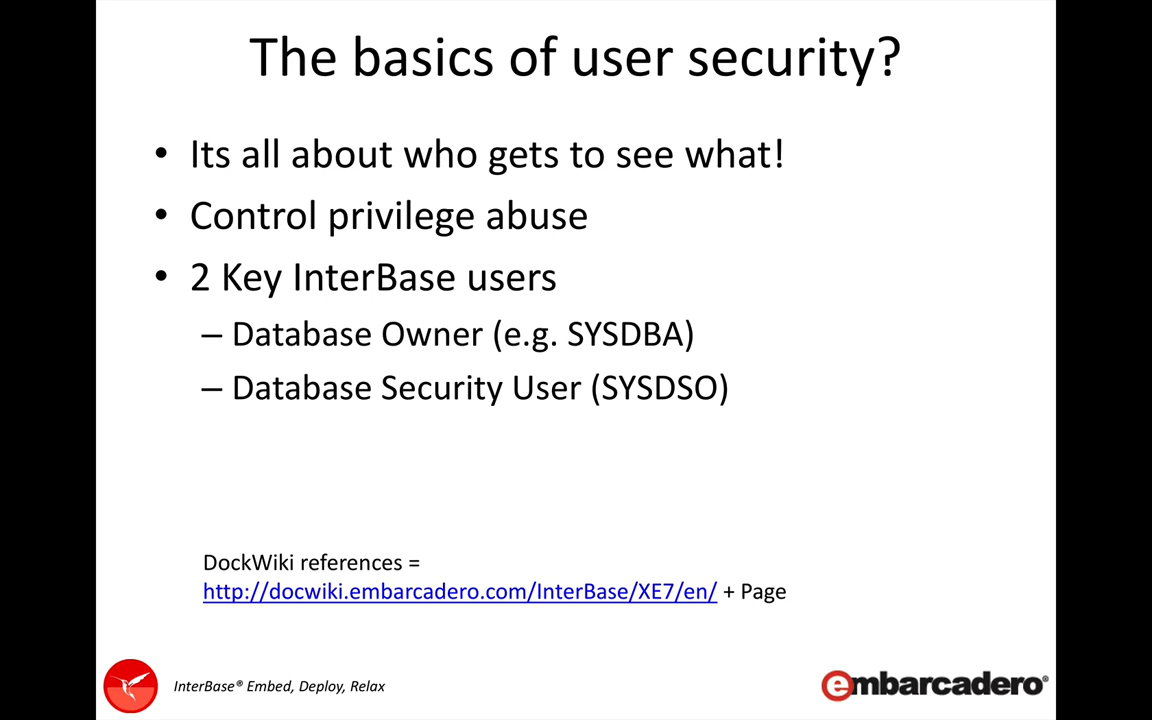 The basics of user security?
• Its all about who gets to see what!
• Control privilege abuse
• 2 Key InterBase users
– Database Owner (e.g. SYSDBA)
– Database Security User (SYSDSO)
DockWiki references =
http://docwiki.embarcadero.com/InterBase/XE7/en/ + Page
InterBase® Embed, Deploy, Relax
embarcadero®